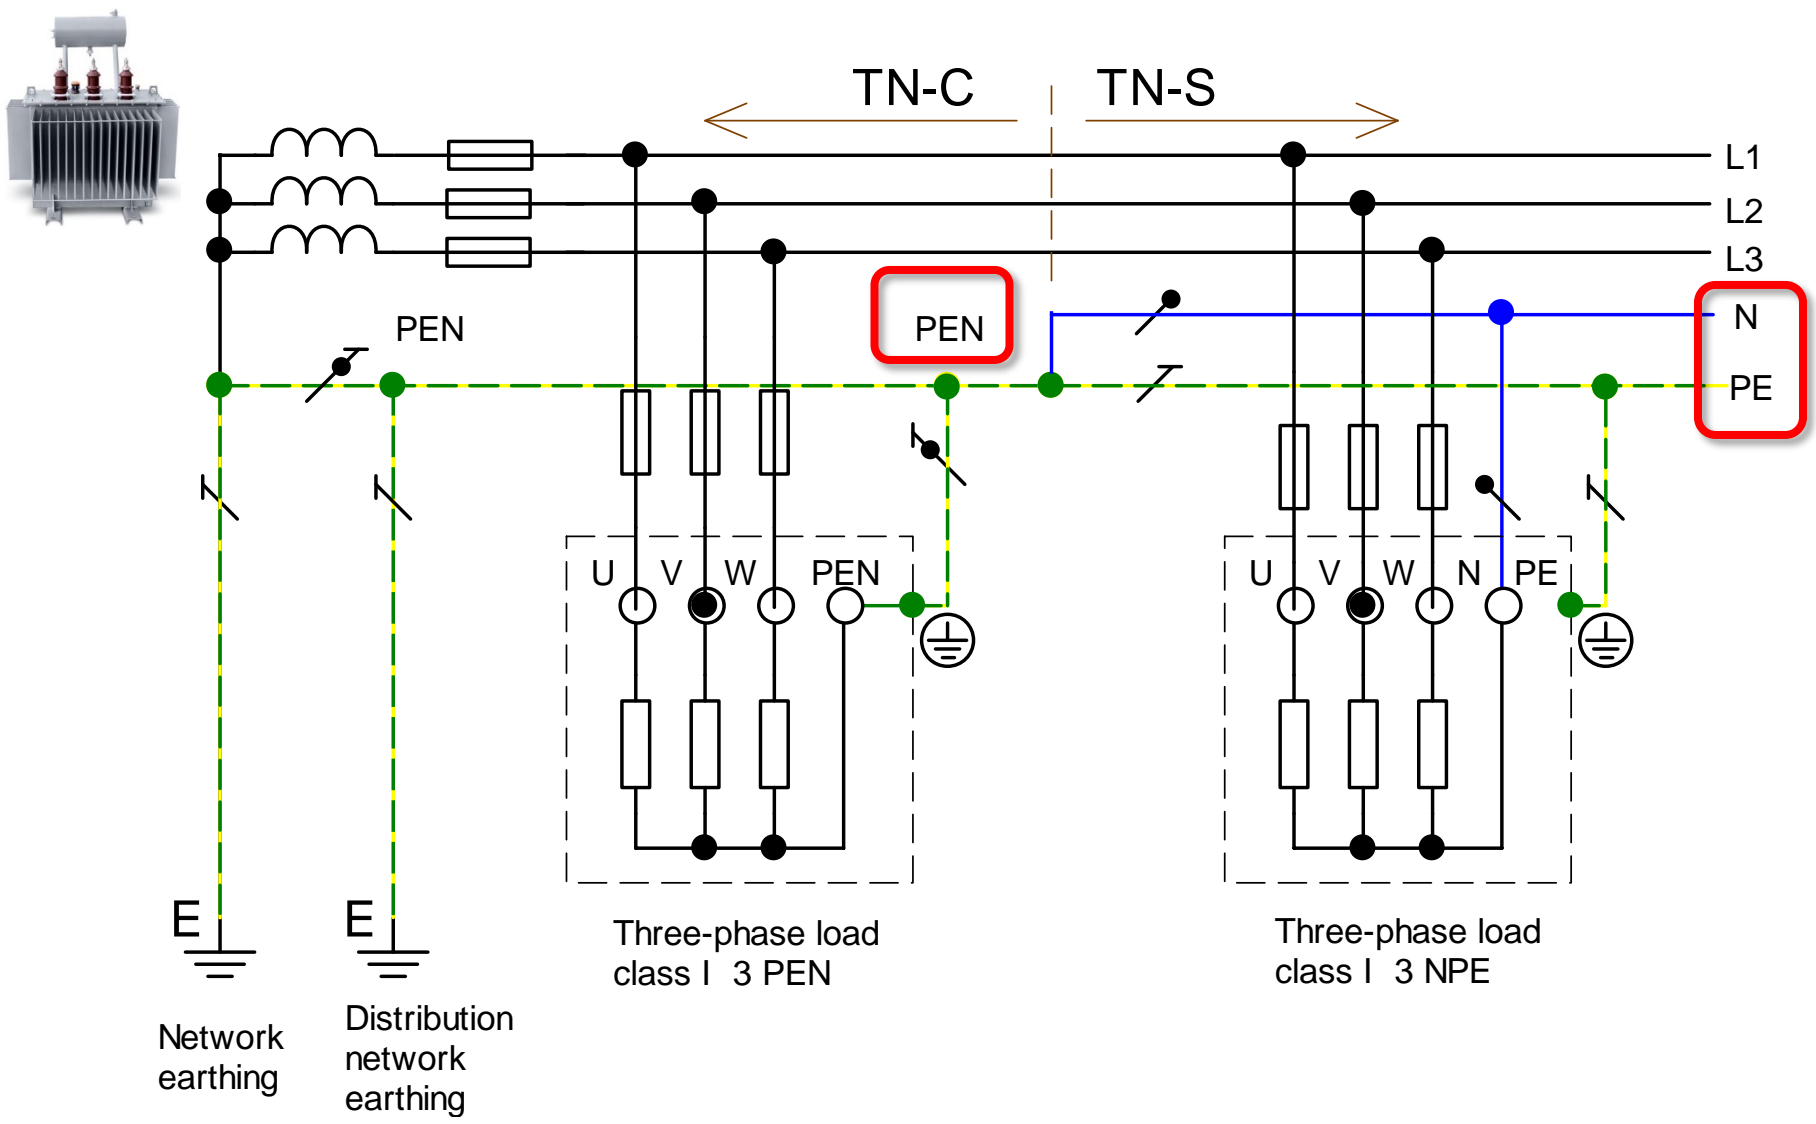 TN-C
TN-S
L1
L2
L3
PEN
PEN
N
PE
U V W PEN
U V W N PE
E
E
Three-phase load
class I 3 PEN
Three-phase load
class I 3 NPE
Network
earthing
Distribution
network
earthing